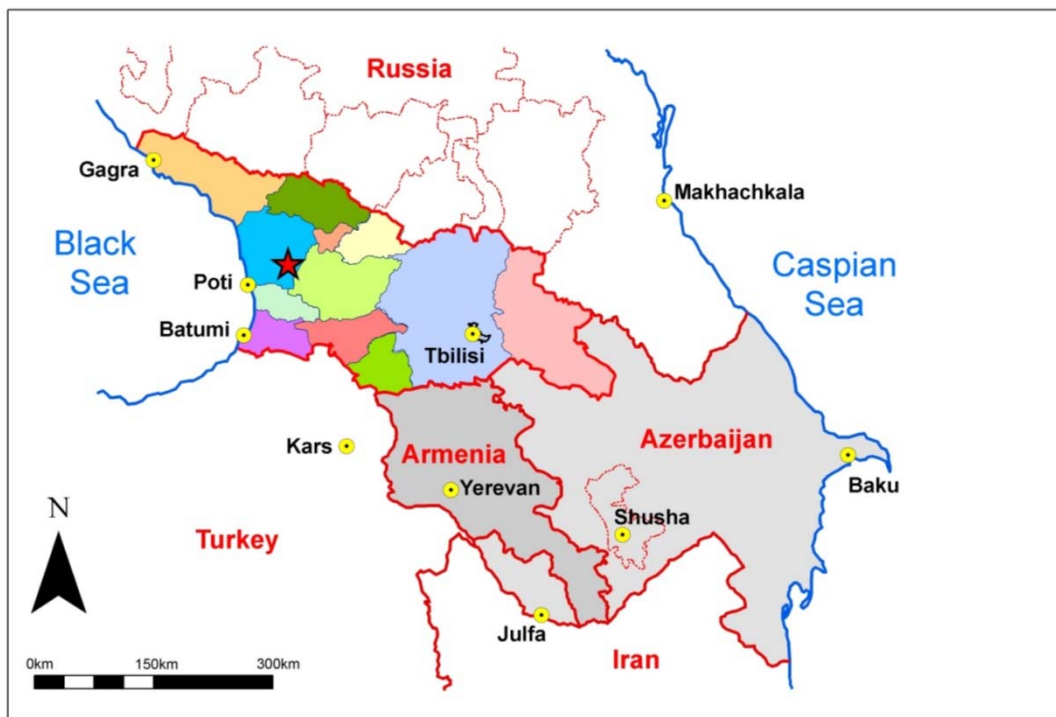 Russia
Gagra
Makhachkala
Black
Sea
Caspian
Sea
Poti
Batumi
Tbilisi
Kars
Armenia
Azerbaijan
Yerevan
Baku
Shusha
N
Turkey
Julfa
Iran
0km 150km 300km